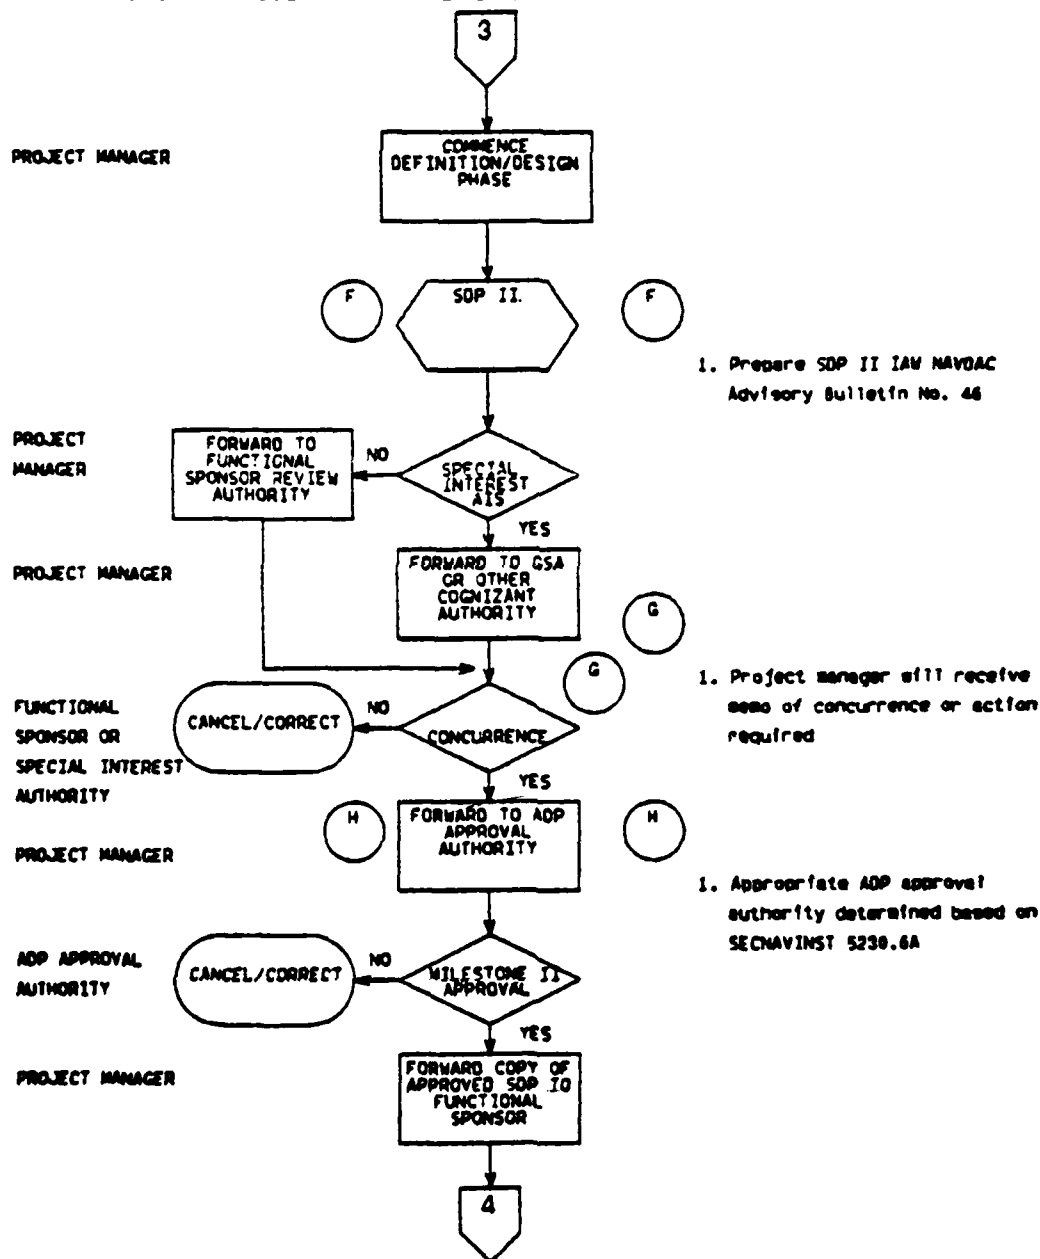 3
PROJECT MANAGER
COMMENCE
DEFINITION/DESIGN
PHASE
F
SDP II.
F
1. Prepare SDP II IAW NAVDAC
Advisory Bulletin No. 46
PROJECT
MANAGER
FORWARD TO
FUNCTIONAL
SPONSOR REVIEW
AUTHORITY
NO
SPECIAL
INTEREST
AIS
YES
PROJECT MANAGER
FORWARD TO GSA
OR OTHER
COGNIZANT
AUTHORITY
G
G
1. Project manager will receive
memo of concurrence or action
required
FUNCTIONAL
SPONSOR OR
SPECIAL INTEREST
AUTHORITY
CANCEL/CORRECT
NO
CONCURRENCE
YES
H
FORWARD TO ADP
APPROVAL
AUTHORITY
H
PROJECT MANAGER
1. Appropriate ADP approval
authority determined based on
SECNAVINST 5230.6A
ADP APPROVAL
AUTHORITY
CANCEL/CORRECT
NO
MILESTONE II
APPROVAL
YES
PROJECT MANAGER
FORWARD COPY OF
APPROVED SDP TO
FUNCTIONAL
SPONSOR
4